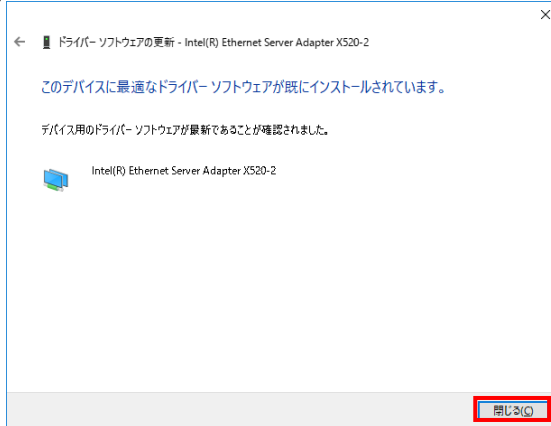 ドライバー ソフトウェアの更新 - Intel(R) Ethernet Server Adapter X520-2
このデバイスに最適なドライバー ソフトウェアが既にインストールされています。
デバイス用のドライバー ソフトウェアが最新であることが確認されました。
Intel(R) Ethernet Server Adapter X520-2
閉じる(C)